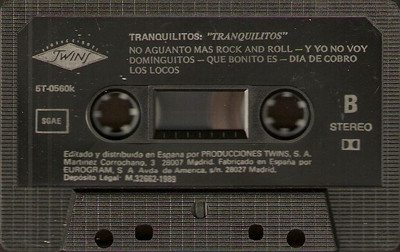 TRANQUILITOS: "TRANQUILITOS"
TWINS
NO AGUANTO MAS ROCK AND ROLL — Y YO NO VOY
DOMINGUITOS — QUE BONITO ES — DIA DE COBRO
LOS LOCOS
6T-0560k
SGAE
B
STEREO
Editado y distribuido en España por PRODUCCIONES TWINS, S. A.
Martínez Corrochano, 3 28007 Madrid. Fabricado en España por
EUROGRAM, S. A. Avda de America, s/n. 28027 Madrid.
Depósito Légal: M.32662-1989